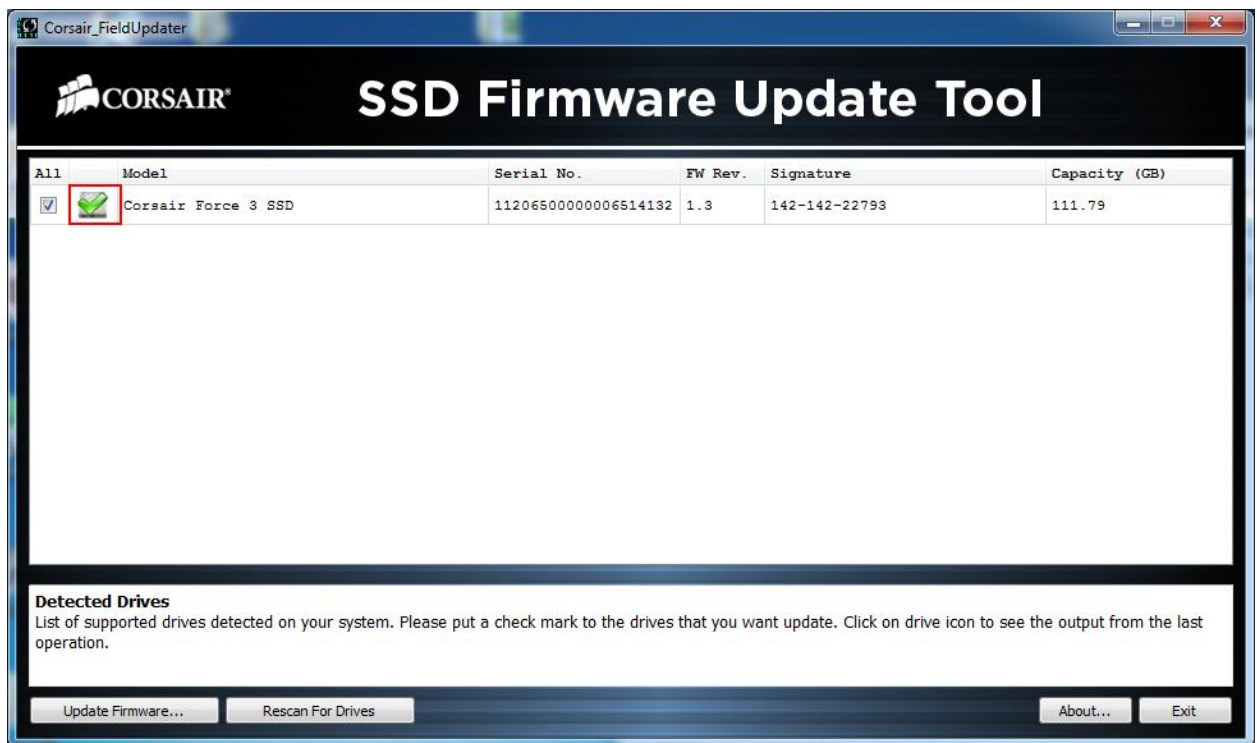 Corsair_FieldUpdater
CORSAIR®
SSD Firmware Update Tool
All Model Serial No. FW Rev. Signature Capacity (GB)
Corsair Force 3 SSD 11206500000006514132 1.3 142-142-22793 111.79
Detected Drives
List of supported drives detected on your system. Please put a check mark to the drives that you want update. Click on drive icon to see the output from the last
operation.
Update Firmware... Rescan For Drives About... Exit